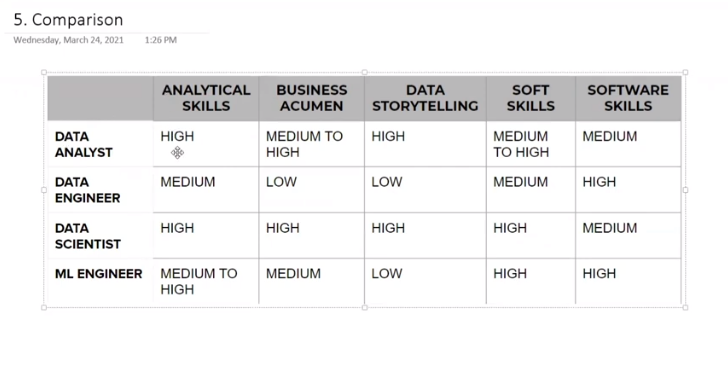 5. Comparison
Wednesday, March 24, 2021 1:26 PM
ANALYTICAL SKILLS BUSINESS ACUMEN DATA STORYTELLING SOFT SKILLS SOFTWARE SKILLS
DATA ANALYST HIGH MEDIUM TO HIGH HIGH MEDIUM TO HIGH MEDIUM
DATA ENGINEER MEDIUM LOW LOW MEDIUM HIGH
DATA SCIENTIST HIGH HIGH HIGH HIGH MEDIUM
ML ENGINEER MEDIUM TO HIGH MEDIUM LOW HIGH HIGH